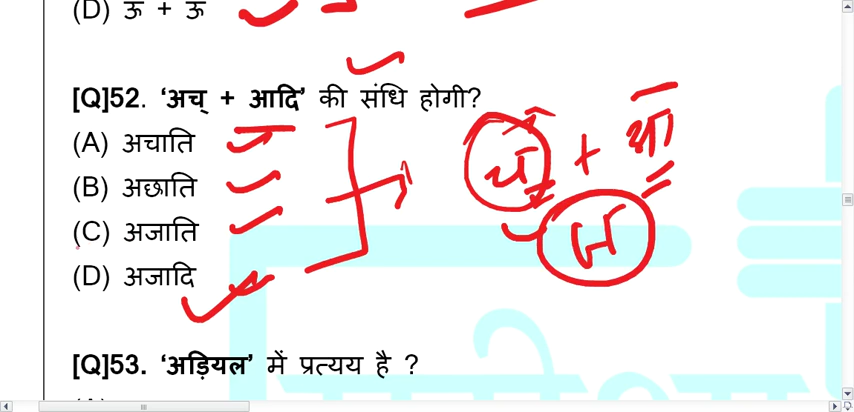 (D) ऊ + ऊ
[Q]52. ‘अच् + आदि’ की संधि होगी?
(A) अचाति
(B) अछाति
(C) अजाति
(D) अजादि
च् + आ
ज
[Q]53. ‘अड़ियल’ में प्रत्यय है ?